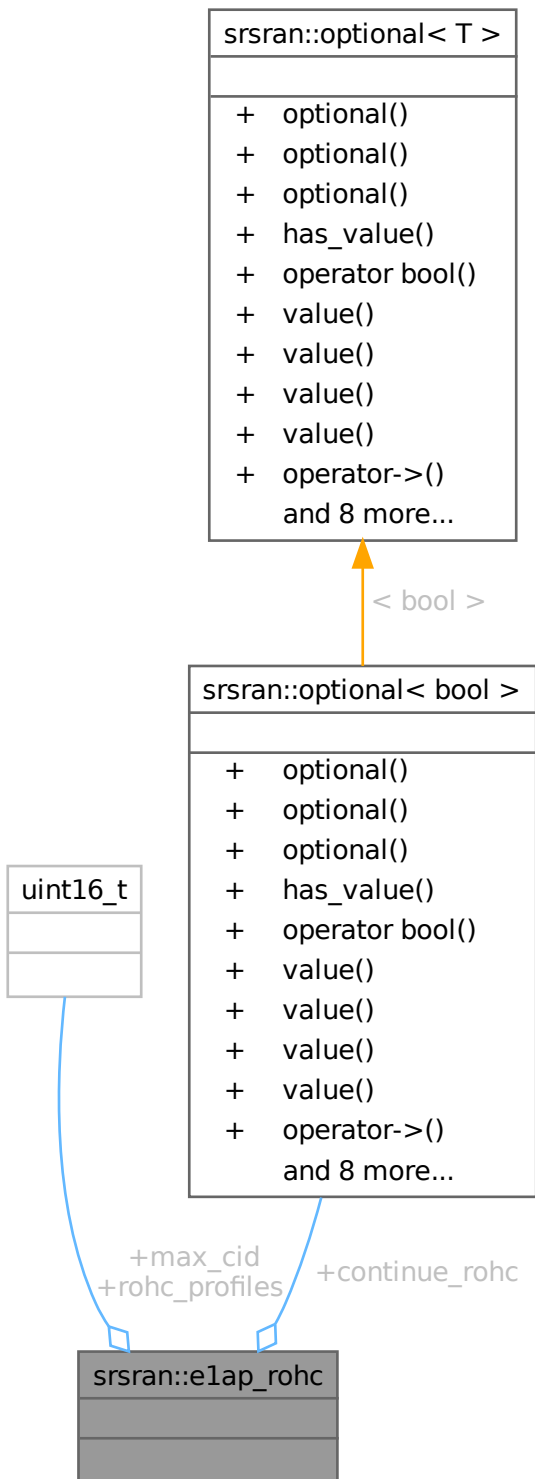 srsran::optional< T >
+ optional()
+ optional()
+ optional()
+ has_value()
+ operator bool()
+ value()
+ value()
+ value()
+ value()
+ operator->()
and 8 more...
< bool >
srsran::optional< bool >
+ optional()
+ optional()
+ optional()
+ has_value()
+ operator bool()
+ value()
+ value()
+ value()
+ value()
+ operator->()
and 8 more...
uint16_t
+max_cid
+rohc_profiles
+continue_rohc
srsran::e1ap_rohc